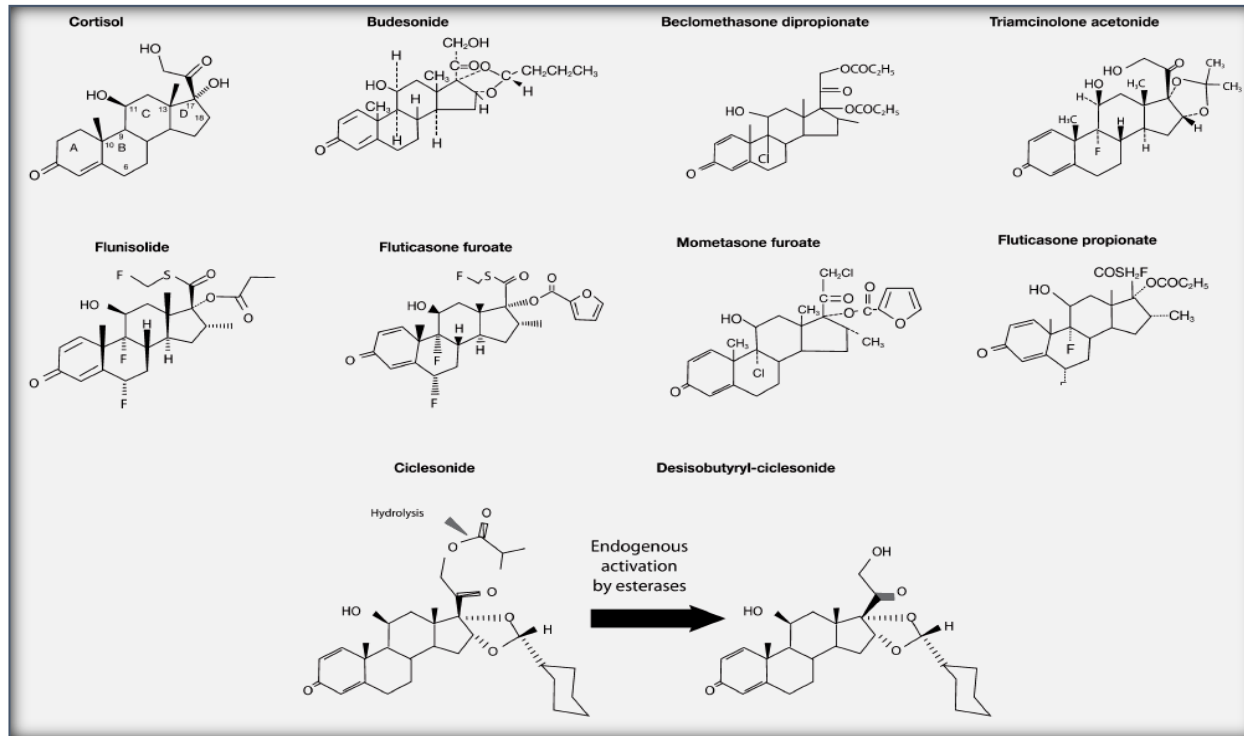 Cortisol
HO
O
OH
HO
11
C
13
D
17
18
9
10
B
A
6
O
Budesonide
CH₂OH
H
C=O
HO
CH₃
O
O
C
CH₂CH₂CH₃
H
CH₃
H
H
H
H
O
Beclomethasone dipropionate
OCOC₂H₅
O
HO
OCOC₂H₅
Cl
O
Triamcinolone acetonide
O
CH₃
HO
HO
H₃C
O
CH₃
H
O
H₃C
H
H
F
H
O
Flunisolide
F
S
O
O
HO
O
H
F
H
O
F
Fluticasone furoate
F
S
O
O
HO
O
O
H
F
H
O
F
Mometasone furoate
CH₂Cl
C=O
O
HO
CH₃
O
C
O
CH₃
CH₃
Cl
O
Fluticasone propionate
COSH₂F
HO
OCOC₂H₅
CH₃
F
O
Ciclesonide
Hydrolysis
O
O
O
HO
O
H
O
O
Endogenous
activation
by esterases
Desisobutyryl-ciclesonide
OH
O
HO
O
H
O
O